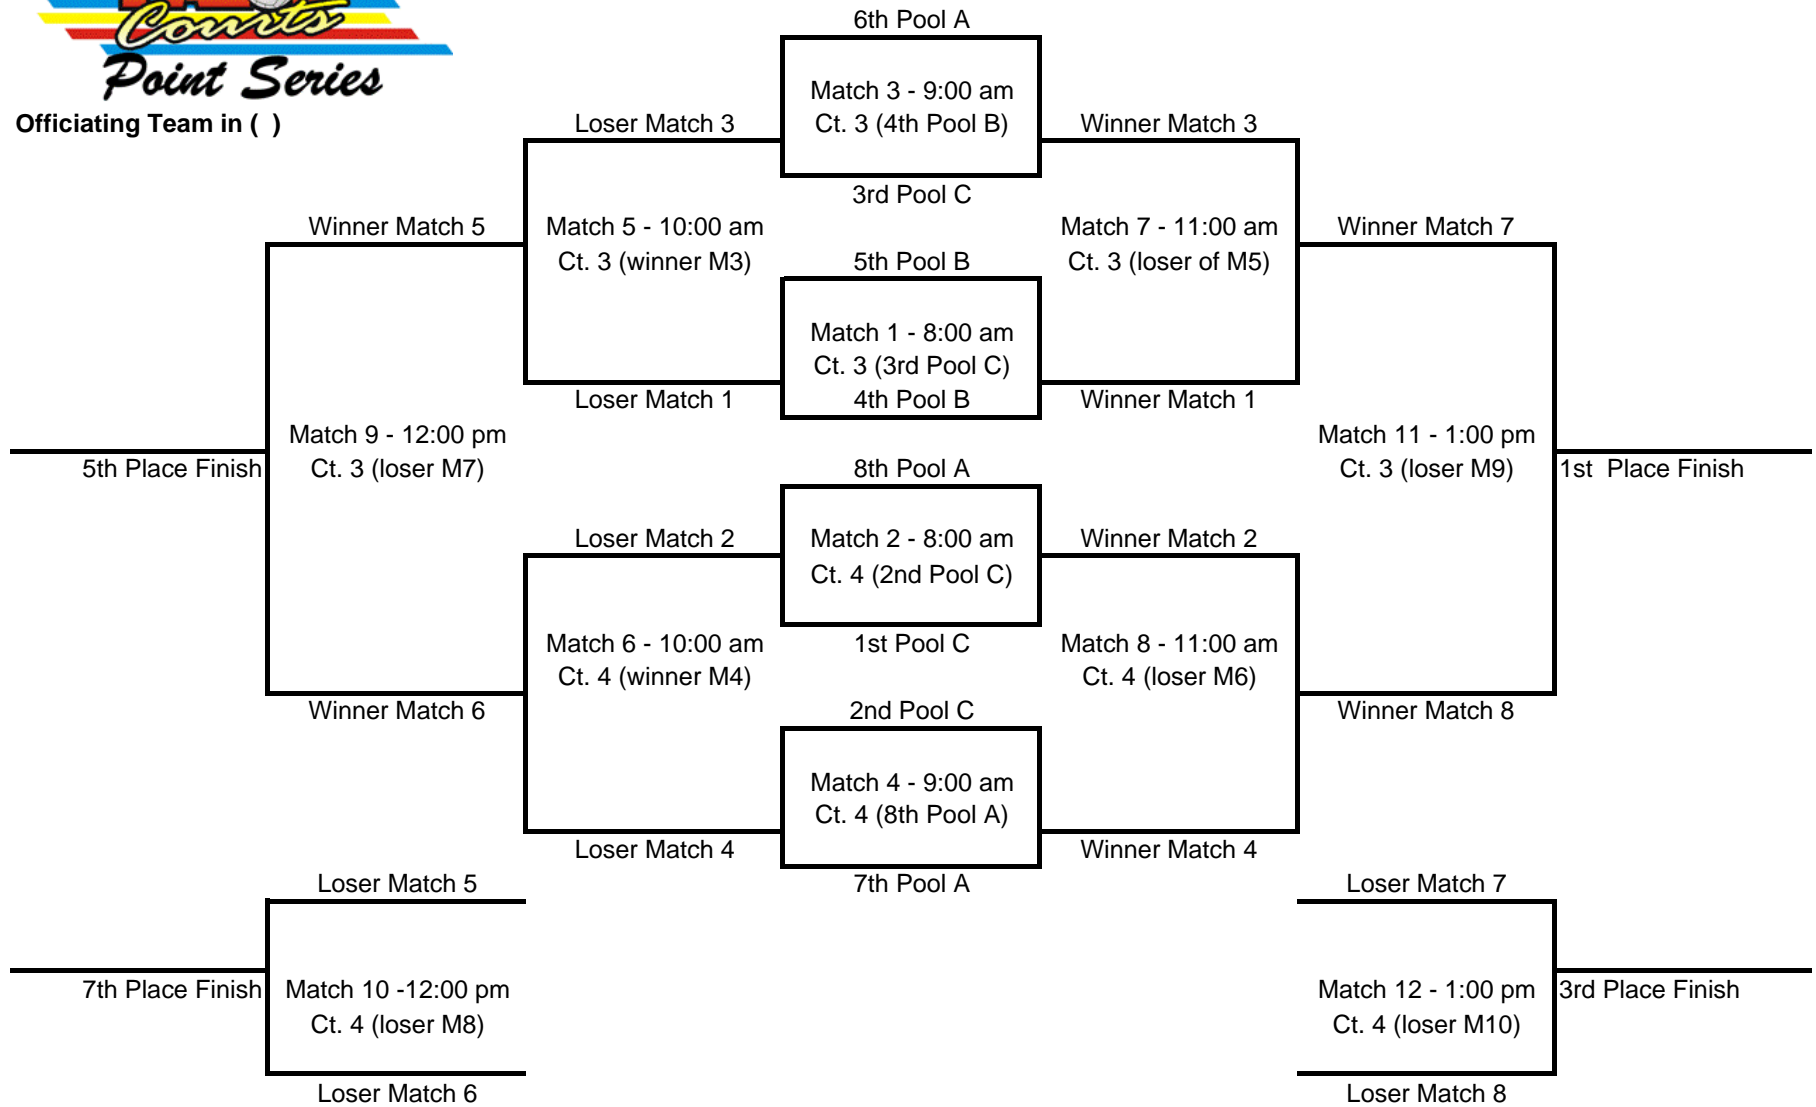 Courts
Point Series
Officiating Team in (  )
6th Pool A
Match 3 - 9:00 am
Ct. 3 (4th Pool B)
Loser Match 3
Winner Match 3
3rd Pool C
Winner Match 5
Match 5 - 10:00 am
Ct. 3 (winner M3)
Match 7 - 11:00 am
Ct. 3 (loser of M5)
Winner Match 7
5th Pool B
Match 1 - 8:00 am
Ct. 3 (3rd Pool C)
4th Pool B
Loser Match 1
Winner Match 1
Match 9 - 12:00 pm
Ct. 3 (loser M7)
5th Place Finish
Match 11 - 1:00 pm
Ct. 3 (loser M9)
1st  Place Finish
8th Pool A
Loser Match 2
Match 2 - 8:00 am
Ct. 4 (2nd Pool C)
Winner Match 2
1st Pool C
Match 6 - 10:00 am
Ct. 4 (winner M4)
Match 8 - 11:00 am
Ct. 4 (loser M6)
Winner Match 6
2nd Pool C
Winner Match 8
Match 4 - 9:00 am
Ct. 4 (8th Pool A)
Loser Match 4
Winner Match 4
7th Pool A
Loser Match 5
Loser Match 7
7th Place Finish
Match 10 -12:00 pm
Ct. 4 (loser M8)
Match 12 - 1:00 pm
Ct. 4 (loser M10)
3rd Place Finish
Loser Match 6
Loser Match 8